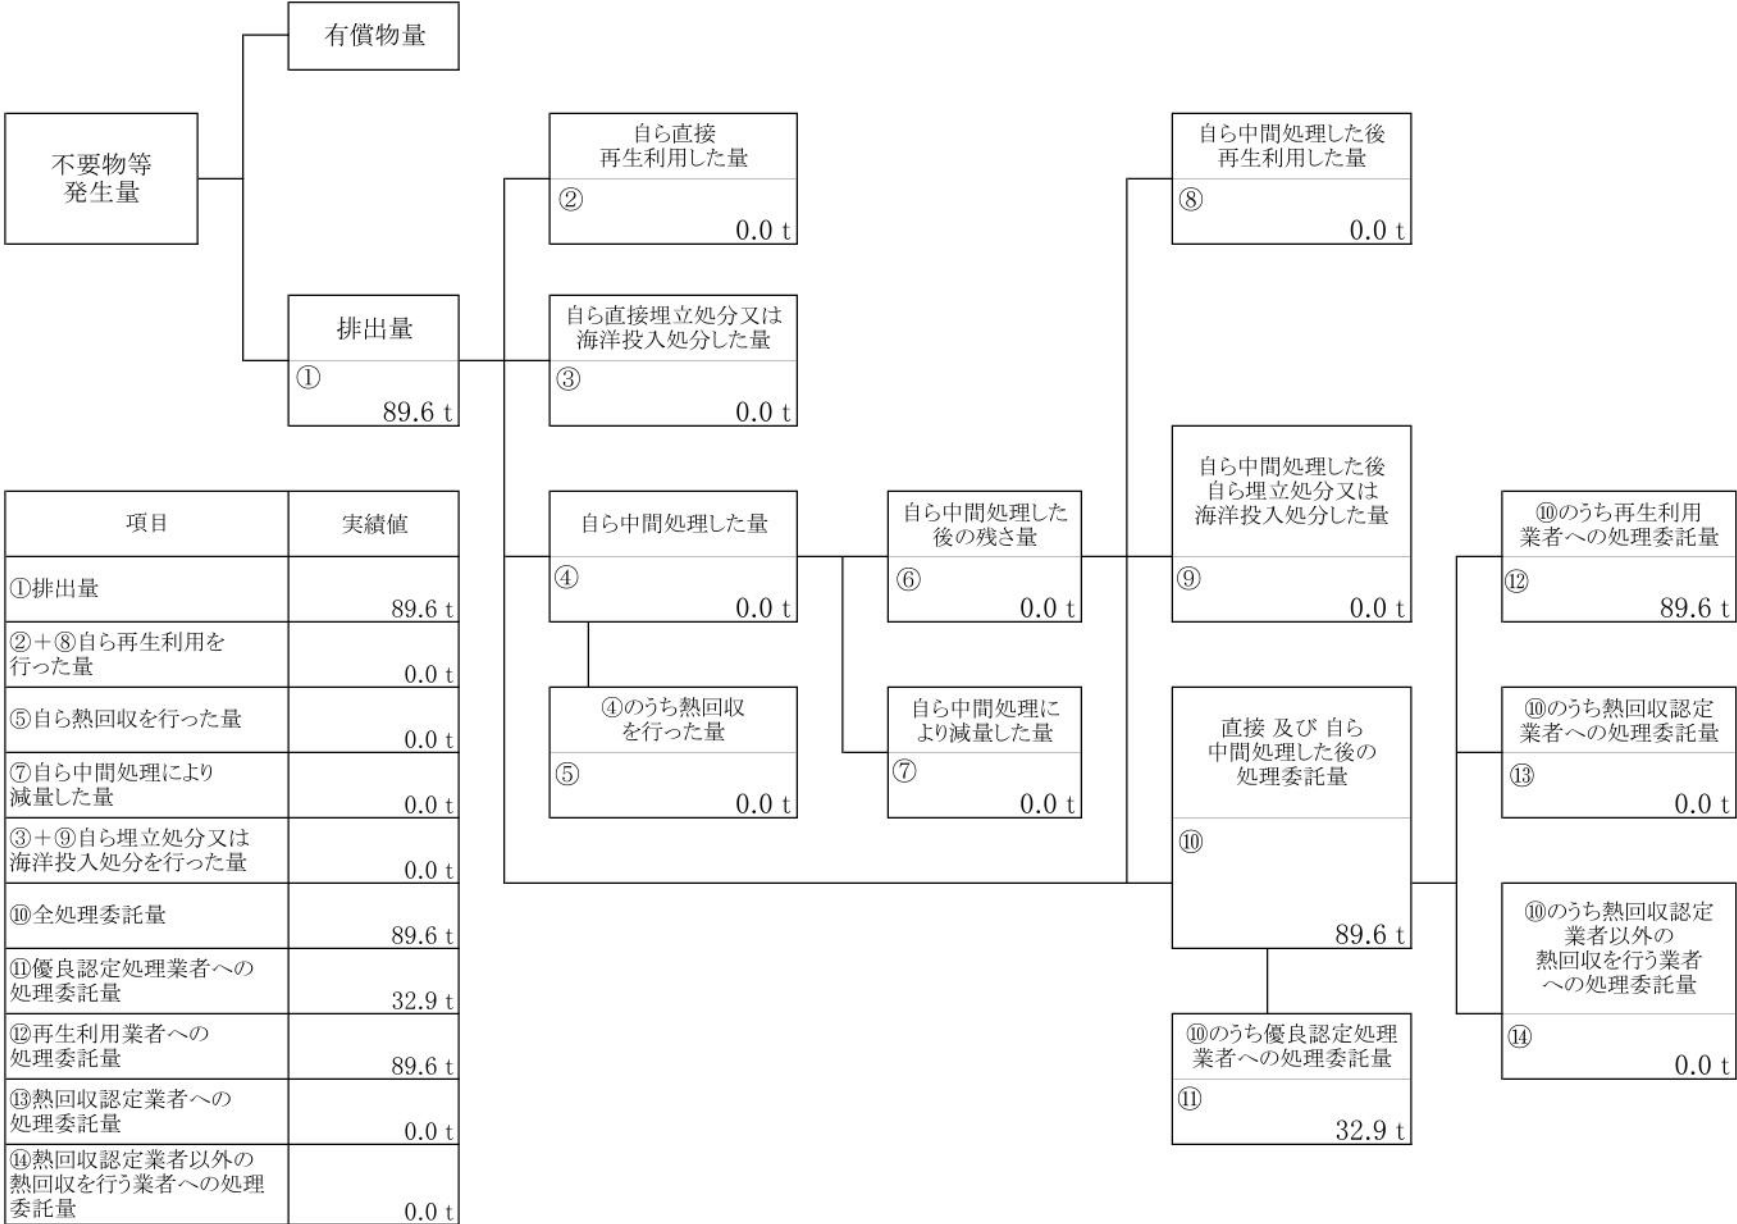 有償物量
不要物等
発生量
排出量
①
89.6 t
自ら直接
再生利用した量
②
0.0 t
自ら直接埋立処分又は
海洋投入処分した量
③
0.0 t
自ら中間処理した量
④
0.0 t
④のうち熱回収
を行った量
⑤
0.0 t
自ら中間処理した
後の残さ量
⑥
0.0 t
自ら中間処理に
より減量した量
⑦
0.0 t
自ら中間処理した後
再生利用した量
⑧
0.0 t
自ら中間処理した後
自ら埋立処分又は
海洋投入処分した量
⑨
0.0 t
直接 及び 自ら
中間処理した後の
処理委託量
⑩
89.6 t
⑩のうち優良認定処理
業者への処理委託量
⑪
32.9 t
⑩のうち再生利用
業者への処理委託量
⑫
89.6 t
⑩のうち熱回収認定
業者への処理委託量
⑬
0.0 t
⑩のうち熱回収認定
業者以外の
熱回収を行う業者
への処理委託量
⑭
0.0 t
項目
実績値
①排出量
89.6 t
②＋⑧自ら再生利用を
行った量
0.0 t
⑤自ら熱回収を行った量
0.0 t
⑦自ら中間処理により
減量した量
0.0 t
③＋⑨自ら埋立処分又は
海洋投入処分を行った量
0.0 t
⑩全処理委託量
89.6 t
⑪優良認定処理業者への
処理委託量
32.9 t
⑫再生利用業者への
処理委託量
89.6 t
⑬熱回収認定業者への
処理委託量
0.0 t
⑭熱回収認定業者以外の
熱回収を行う業者への処理
委託量
0.0 t